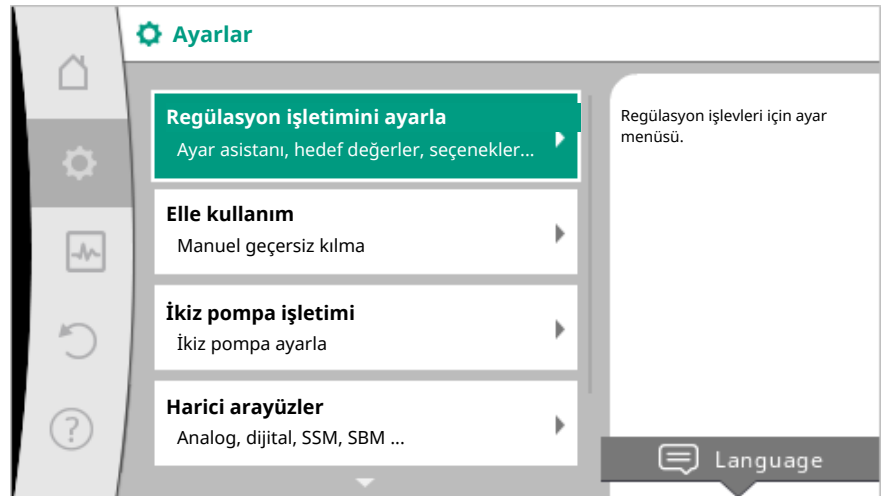 Ayarlar
Regülasyon işletimini ayarla
Ayar asistanı, hedef değerler, seçenekler...
Elle kullanım
Manuel geçersiz kılma
İkiz pompa işletimi
İkiz pompa ayarla
Harici arayüzler
Analog, dijital, SSM, SBM ...
Regülasyon işlevleri için ayar
menüsü.
Language